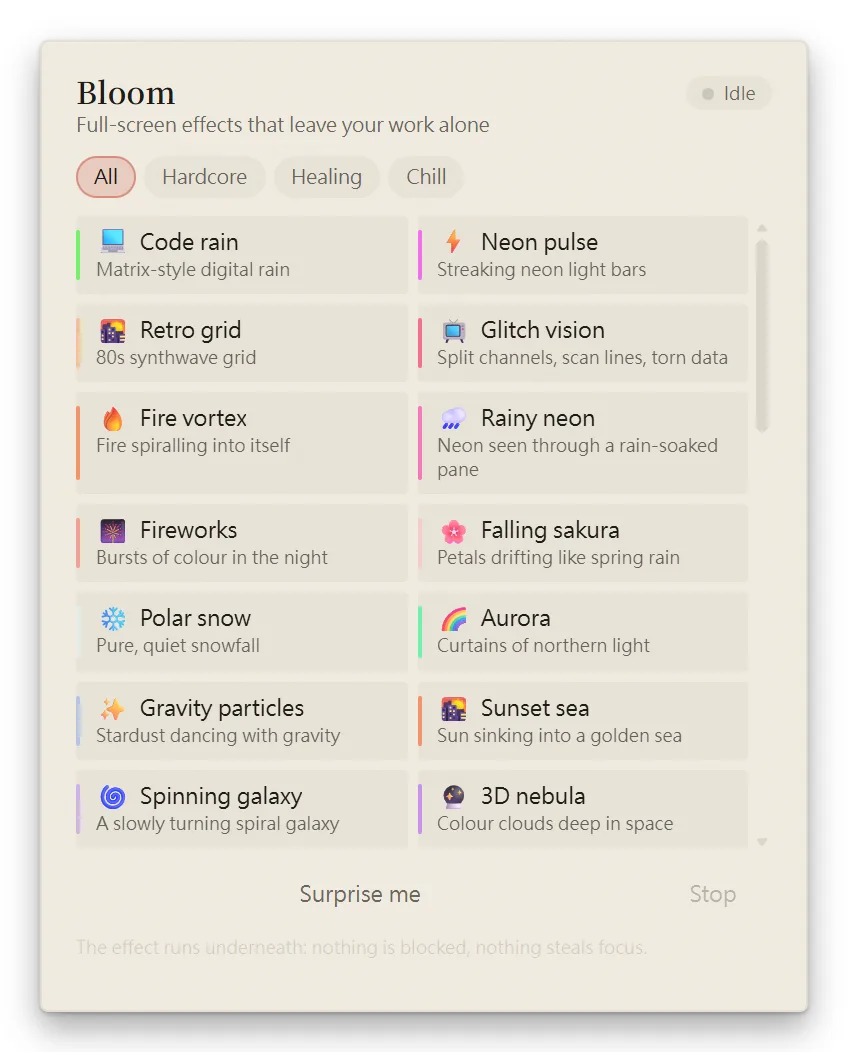 Bloom
Idle
Full-screen effects that leave your work alone
All
Hardcore
Healing
Chill
Code rain
Matrix-style digital rain
Neon pulse
Streaking neon light bars
Retro grid
80s synthwave grid
Glitch vision
Split channels, scan lines, torn data
Fire vortex
Fire spiralling into itself
Rainy neon
Neon seen through a rain-soaked
pane
Fireworks
Bursts of colour in the night
Falling sakura
Petals drifting like spring rain
Polar snow
Pure, quiet snowfall
Aurora
Curtains of northern light
Gravity particles
Stardust dancing with gravity
Sunset sea
Sun sinking into a golden sea
Spinning galaxy
A slowly turning spiral galaxy
3D nebula
Colour clouds deep in space
Surprise me
Stop
The effect runs underneath: nothing is blocked, nothing steals focus.